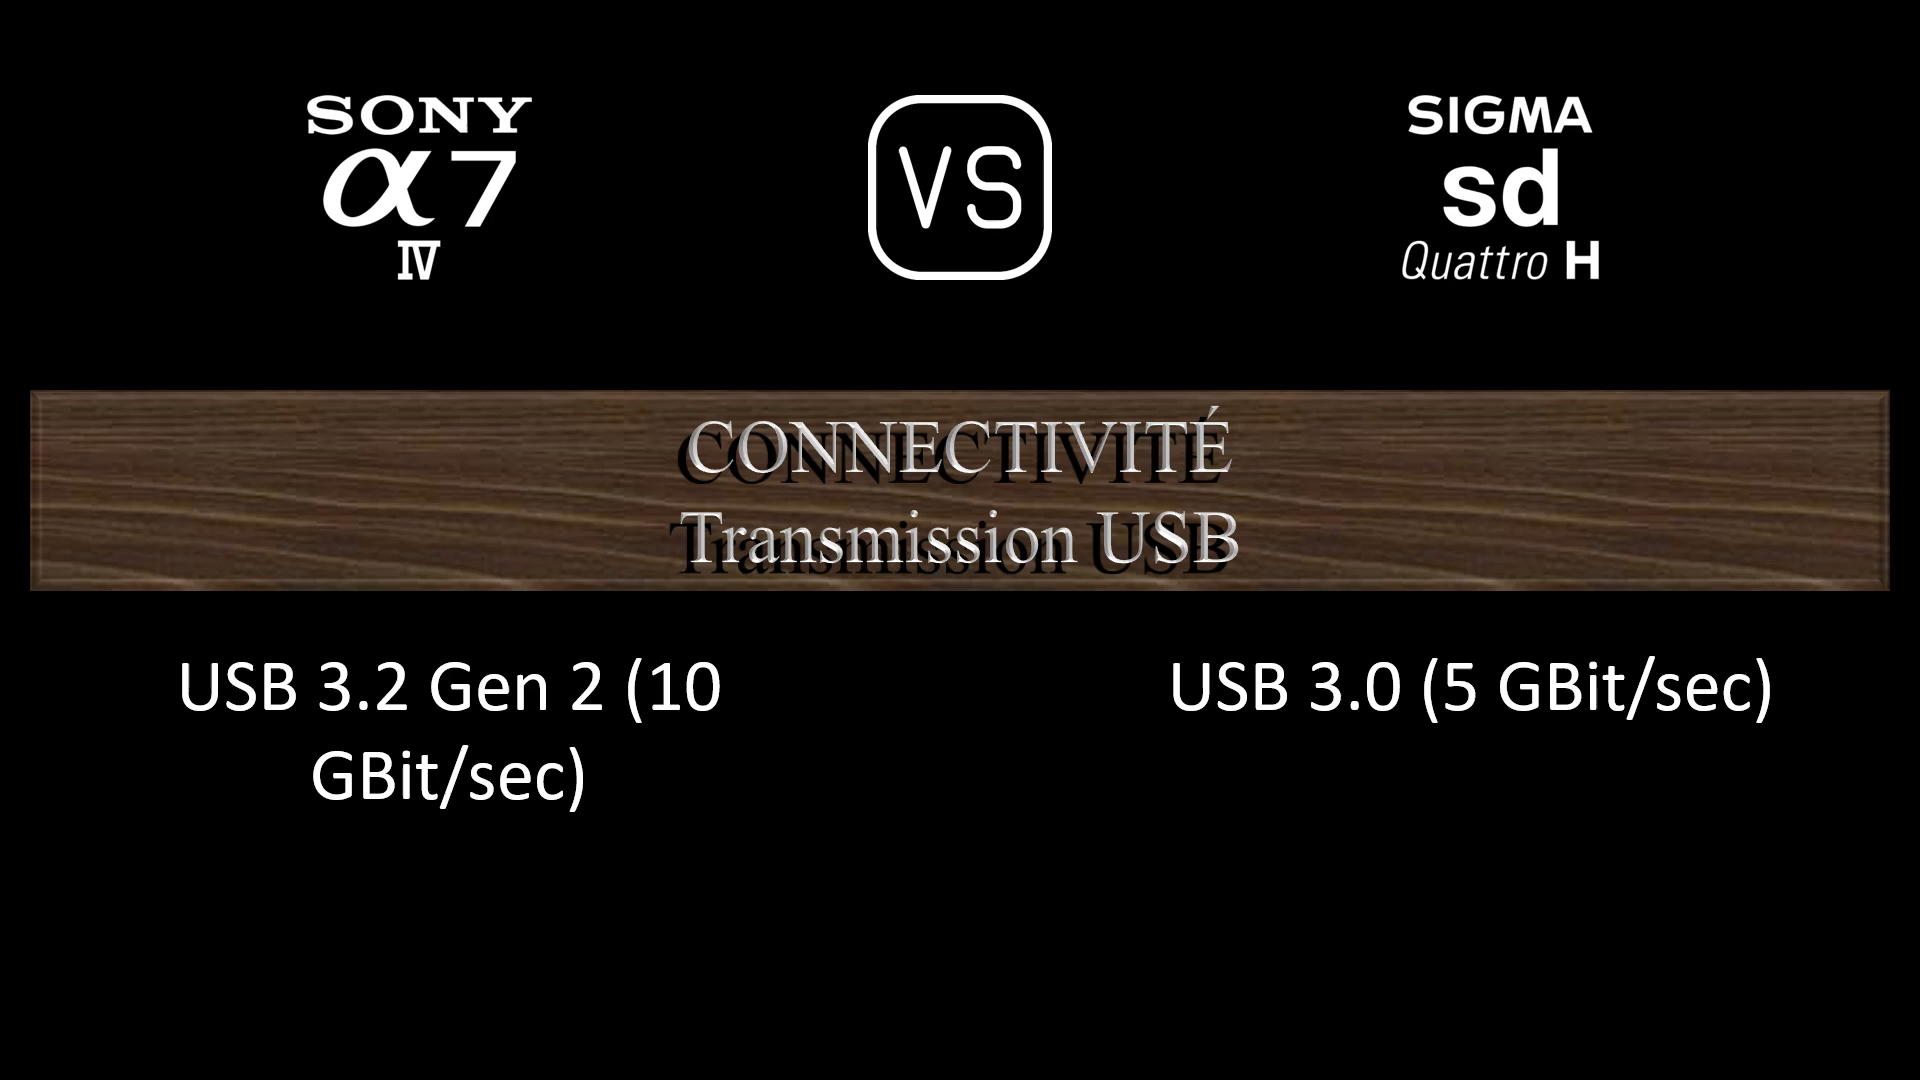 SONY
α7
IV
VS
SIGMA
sd
Quattro H
CONNECTIVITÉ
Transmission USB
USB 3.2 Gen 2 (10
GBit/sec)
USB 3.0 (5 GBit/sec)